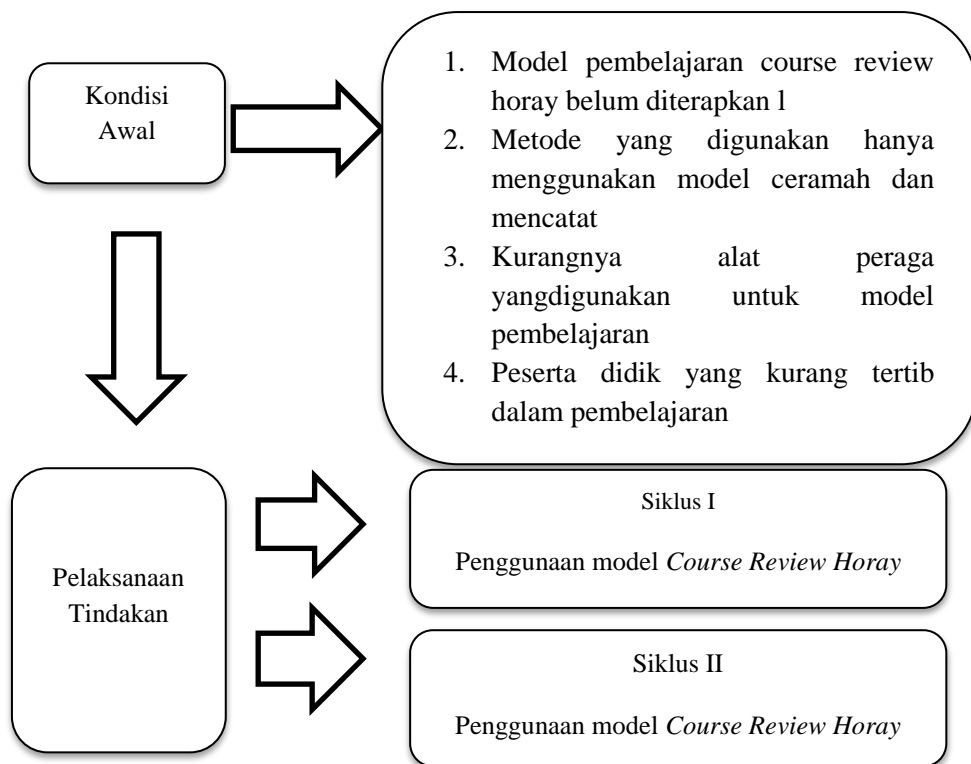 Kondisi
Awal
1. Model pembelajaran course review
horay belum diterapkan l
2. Metode yang digunakan hanya
menggunakan model ceramah dan
mencatat
3. Kurangnya alat peraga
yangdigunakan untuk model
pembelajaran
4. Peserta didik yang kurang tertib
dalam pembelajaran
Pelaksanaan
Tindakan
Siklus I
Penggunaan model Course Review Horay
Siklus II
Penggunaan model Course Review Horay